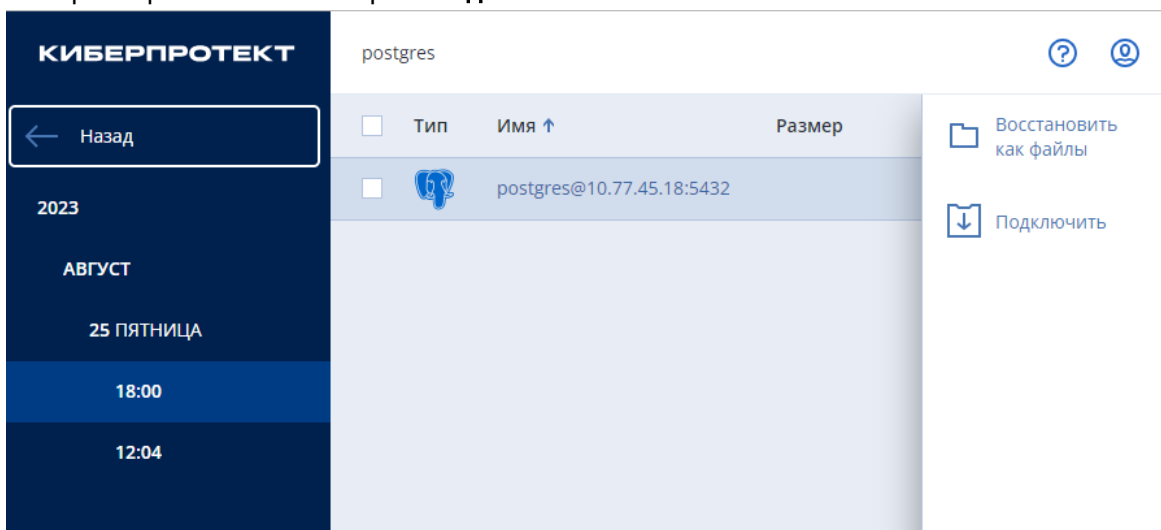 КИБЕРПРОТЕКТ
postgres
Назад
Тип Имя Размер
Восстановить
как файлы
postgres@10.77.45.18:5432
2023
Подключить
АВГУСТ
25 ПЯТНИЦА
18:00
12:04